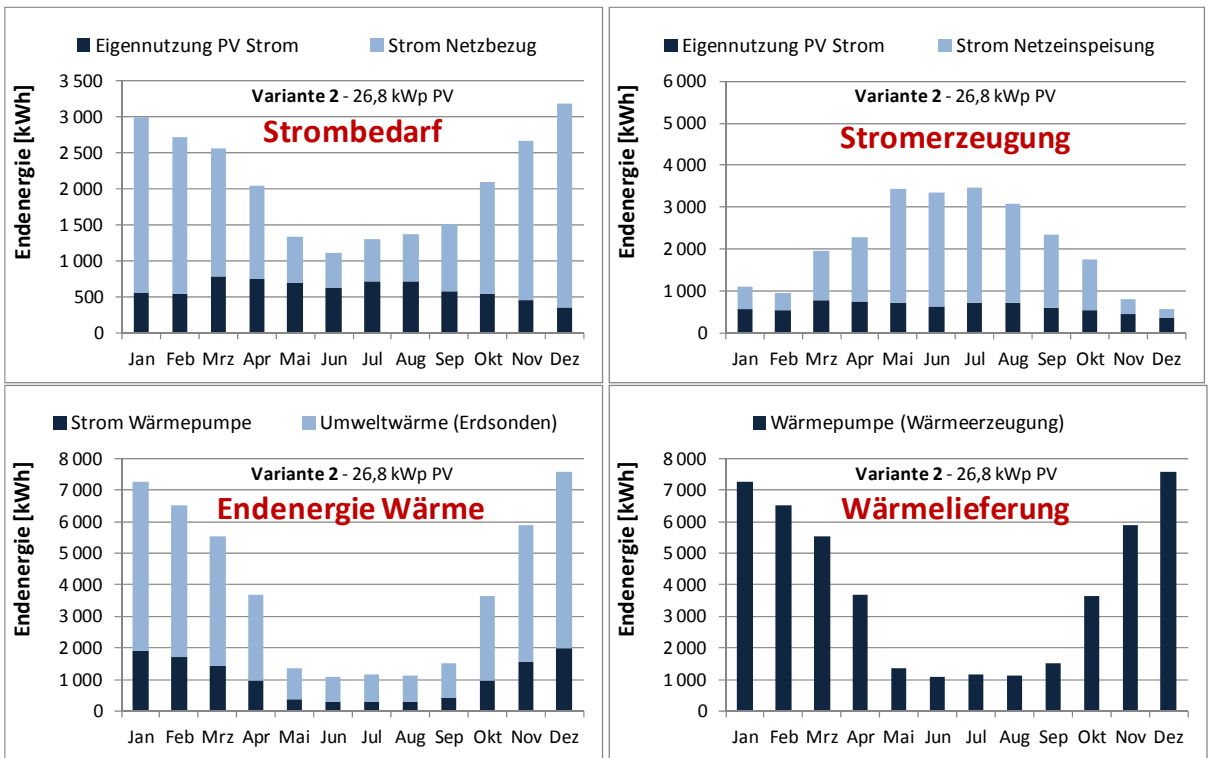 Eigennutzung PV Strom Strom Netzbezug
Endenergie [kWh]
Variante 2 - 26,8 kWp PV
Strombedarf
3 500
3 000
2 500
2 000
1 500
1 000
500
0
Jan Feb Mrz Apr Mai Jun Jul Aug Sep Okt Nov Dez
Eigennutzung PV Strom Strom Netzeinspeisung
Endenergie [kWh]
Variante 2 - 26,8 kWp PV
Stromerzeugung
6 000
5 000
4 000
3 000
2 000
1 000
0
Jan Feb Mrz Apr Mai Jun Jul Aug Sep Okt Nov Dez
Strom Wärmepumpe Umweltwärme (Erdsonden)
Endenergie [kWh]
Variante 2 - 26,8 kWp PV
Endenergie Wärme
8 000
7 000
6 000
5 000
4 000
3 000
2 000
1 000
0
Jan Feb Mrz Apr Mai Jun Jul Aug Sep Okt Nov Dez
Wärmepumpe (Wärmeerzeugung)
Endenergie [kWh]
Variante 2 - 26,8 kWp PV
Wärmelieferung
8 000
7 000
6 000
5 000
4 000
3 000
2 000
1 000
0
Jan Feb Mrz Apr Mai Jun Jul Aug Sep Okt Nov Dez